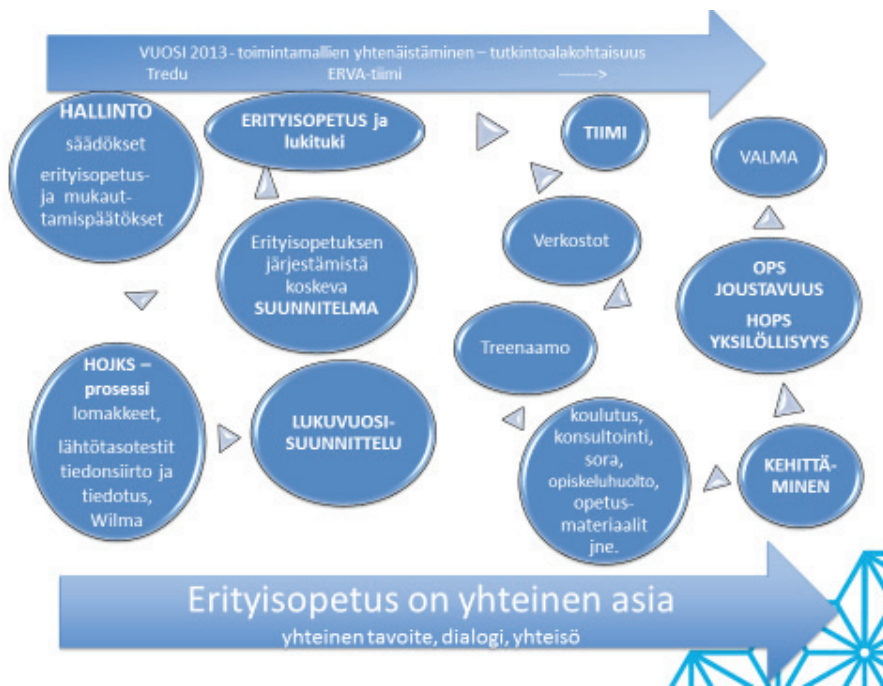 VUOSI 2013 - toimintamallien yhtenäistäminen – tutkintoalakohtaisuus
Tredu ERVA-tiimi ------->
HALLINTO
säädökset
erityisopetus-
ja mukaut-
tamispäätökset
HOJKS –
prosessi
lomakkeet,
lähtötasotestit
tiedonsiirto ja
tiedotus,
Wilma
LUKUVUOSI-
SUUNNITTELU
Erityisopetuksen
järjestämistä
koskeva
SUUNNITELMA
ERITYISOPETUS ja
lukituki
TIIMI
Verkostot
Treenaamo
koulutus,
konsultointi,
sora,
opiskeluhuolto,
opetus-
materiaalit
jne.
KEHITTÄ-
MINEN
OPS
JOUSTAVUUS
HOPS
YKSILÖLLISYYS
VALMA
Erityisopetus on yhteinen asia
yhteinen tavoite, dialogi, yhteisö